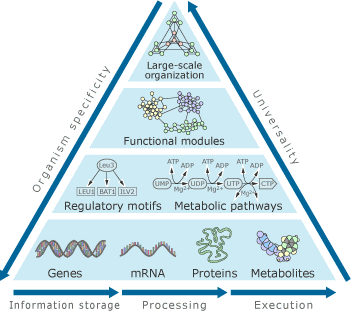 Large-scale
organization
Organism specificity
Universality
Functional modules
Leu3
LEU1 BAT1 ILV2
Regulatory motifs
ATP ADP ATP ADP ATP ADP
UMP UDP UTP CTP
Mg²⁺ Mg²⁺ Mg²⁺
Metabolic pathways
Genes mRNA Proteins Metabolites
Information storage Processing Execution